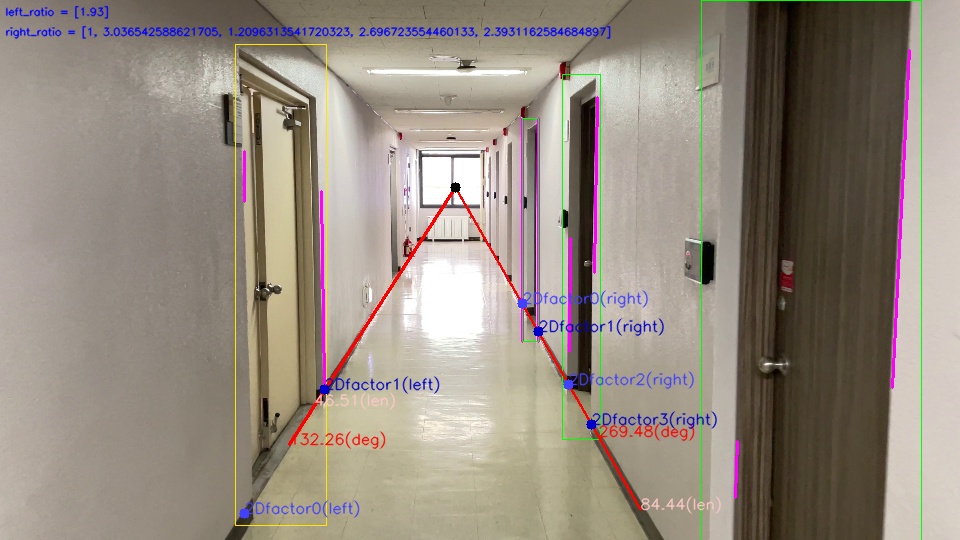 left_ratio = [1.93]
right_ratio = [1, 3.036542588621705, 1.2096313541720323, 2.696723554460133, 2.3931162584684897]
2Dfactor0(right)
2Dfactor1(right)
2Dfactor2(right)
2Dfactor1(left)
46.51(len)
2Dfactor3(right)
269.48(deg)
132.26(deg)
84.44(len)
2Dfactor0(left)